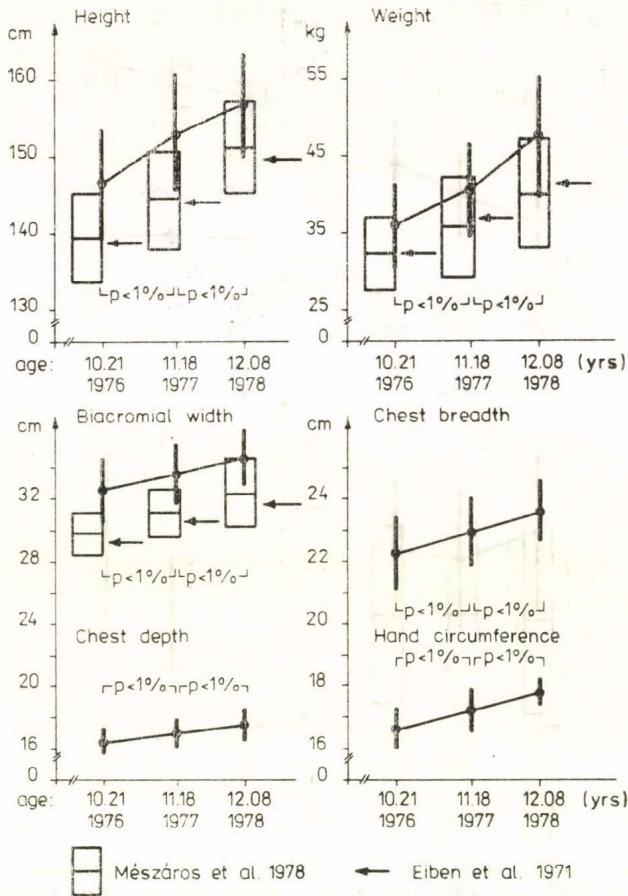 Height
cm
160
150
140
130
0
p<1% p<1%
age:
10.21 11.18 12.08
1976 1977 1978
Weight
kg
55
45
35
25
0
p<1% p<1%
10.21 11.18 12.08 (yrs)
1976 1977 1978
Biacromial width
cm
32
28
24
20
16
0
p<1% p<1%
Chest depth
p<1% p<1%
age:
10.21 11.18 12.08
1976 1977 1978
Chest breadth
cm
24
22
20
18
16
0
p<1% p<1%
Hand circumference
p<1% p<1%
10.21 11.18 12.08 (yrs)
1976 1977 1978
Mészáros et al. 1978
Eiben et al. 1971